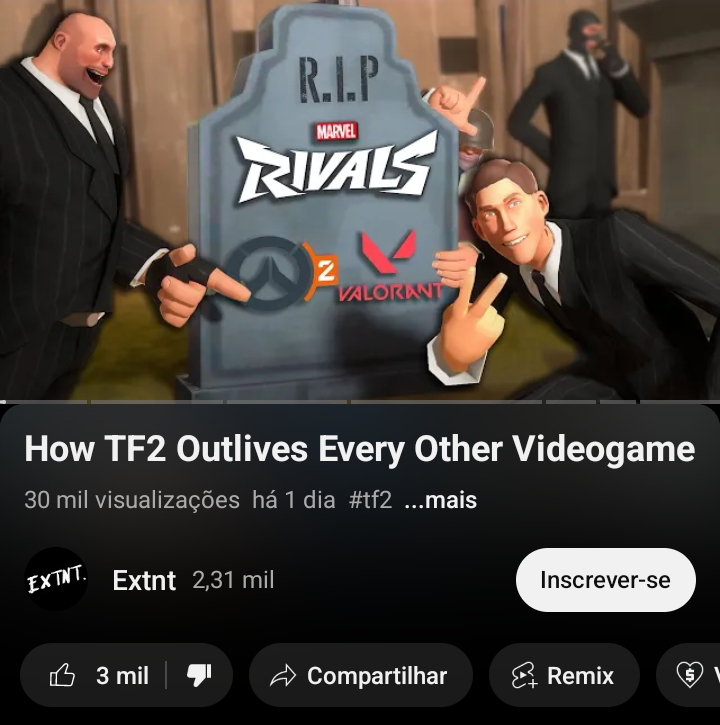 R.I.P
MARVEL
RIVALS
2
VALORANT
How TF2 Outlives Every Other Videogame
30 mil visualizações há 1 dia #tf2 ...mais
EXTNT.
Extnt 2,31 mil
Inscrever-se
3 mil
Compartilhar
Remix